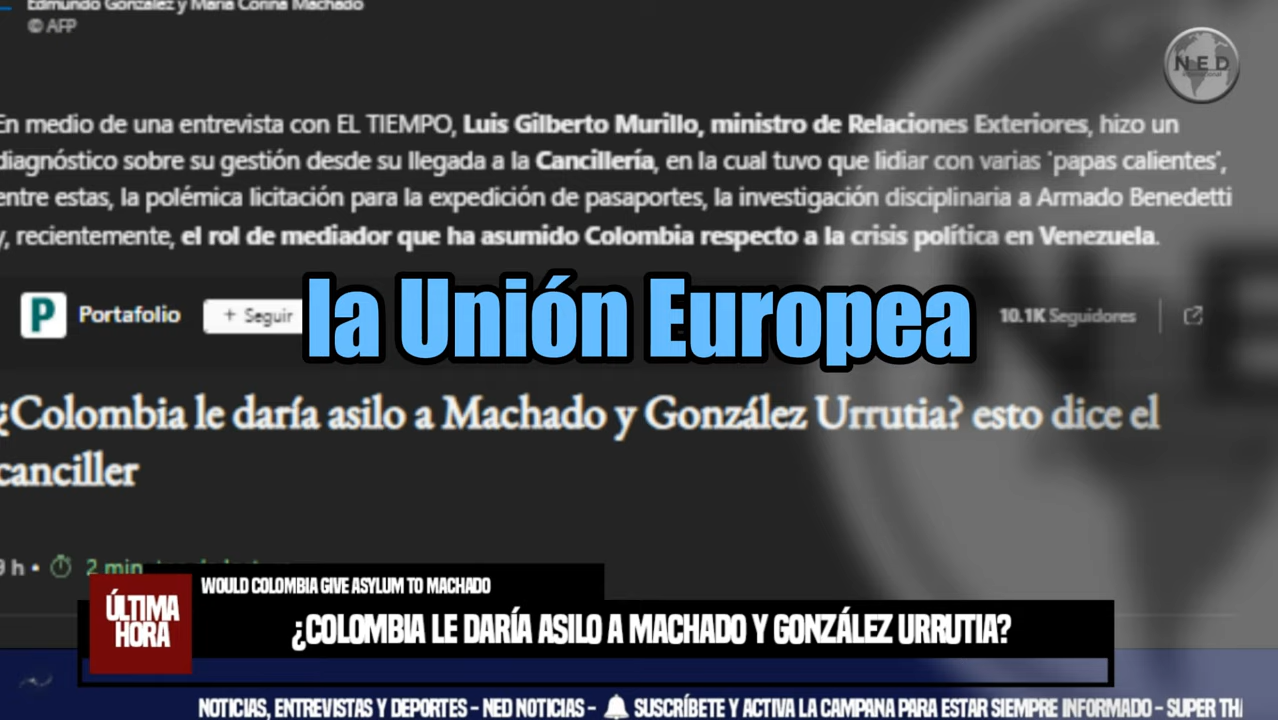 Edmundo González y María Corina Machado
© AFP
NED
En medio de una entrevista con EL TIEMPO, Luis Gilberto Murillo, ministro de Relaciones Exteriores, hizo un
diagnóstico sobre su gestión desde su llegada a la Cancillería, en la cual tuvo que lidiar con varias 'papas calientes',
entre estas, la polémica licitación para la expedición de pasaportes, la investigación disciplinaria a Armado Benedetti
y, recientemente, el rol de mediador que ha asumido Colombia respecto a la crisis política en Venezuela.
P Portafolio + Seguir 10.1K Seguidores
la Unión Europea
¿Colombia le daría asilo a Machado y González Urrutia? esto dice el
canciller
9 h • 2 min
WOULD COLOMBIA GIVE ASYLUM TO MACHADO
ÚLTIMA
HORA
¿COLOMBIA LE DARÍA ASILO A MACHADO Y GONZÁLEZ URRUTIA?
NOTICIAS, ENTREVISTAS Y DEPORTES - NED NOTICIAS - 🔔 SUSCRÍBETE Y ACTIVA LA CAMPANA PARA ESTAR SIEMPRE INFORMADO - SUPER TH